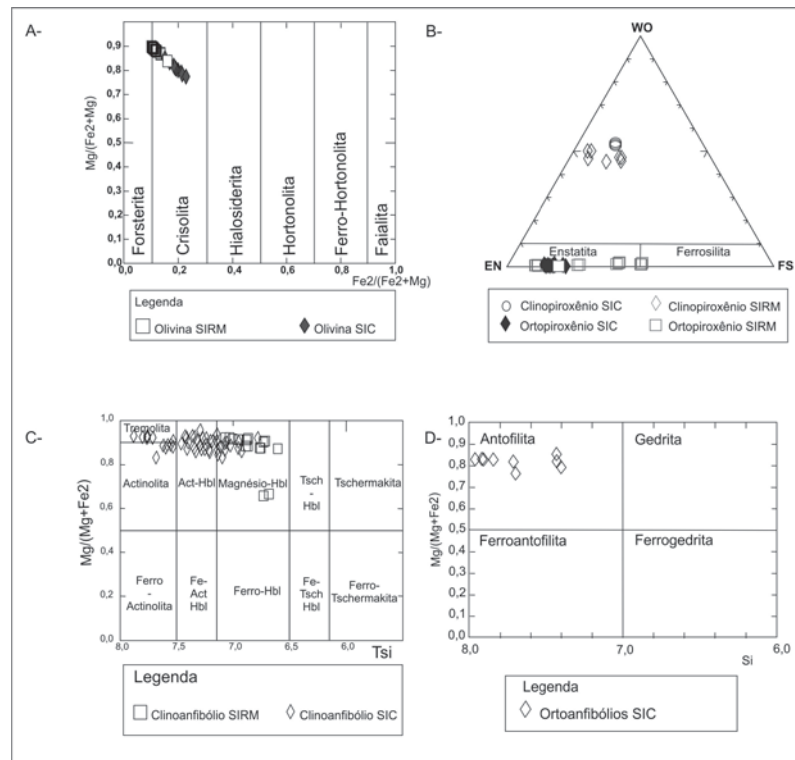 A-
Mg/(Fe2+Mg)
1,0
0,9
0,8
0,7
0,6
0,5
0,4
0,3
0,2
0,1
0,0
Forsterita
Crisolita
Hialosiderita
Hortonolita
Ferro-Hortonolita
Faialita
0,0 0,2 0,4 0,6 0,8 1,0
Fe2/(Fe2+Mg)
Legenda
Olivina SIRM Olivina SIC
B-
WO
Enstatita Ferrosilita
EN FS
Clinopiroxênio SIC Clinopiroxênio SIRM
Ortopiroxênio SIC Ortopiroxênio SIRM
C-
Mg/(Mg+Fe2)
1,0
0,8
0,6
0,4
0,2
0,0
Tremolita
Actinolita
Act-Hbl
Magnésio-Hbl
Tsch
-
Hbl
Tschermakita
Ferro
-
Actinolita
Fe-
Act
Hbl
Ferro-Hbl
Fe-
Tsch
Hbl
Ferro-
Tschermakita
8,0 7,5 7,0 6,5 6,0
Tsi
Legenda
Clinoanfibólio SIRM Clinoanfibólio SIC
D-
Mg/(Mg+Fe2)
1,0
0,9
0,8
0,7
0,6
0,5
0,4
0,3
0,2
0,1
0,0
Antofilita Gedrita
Ferroantofilita Ferrogedrita
8,0 7,0 6,0
Si
Legenda
Ortoanfibólios SIC